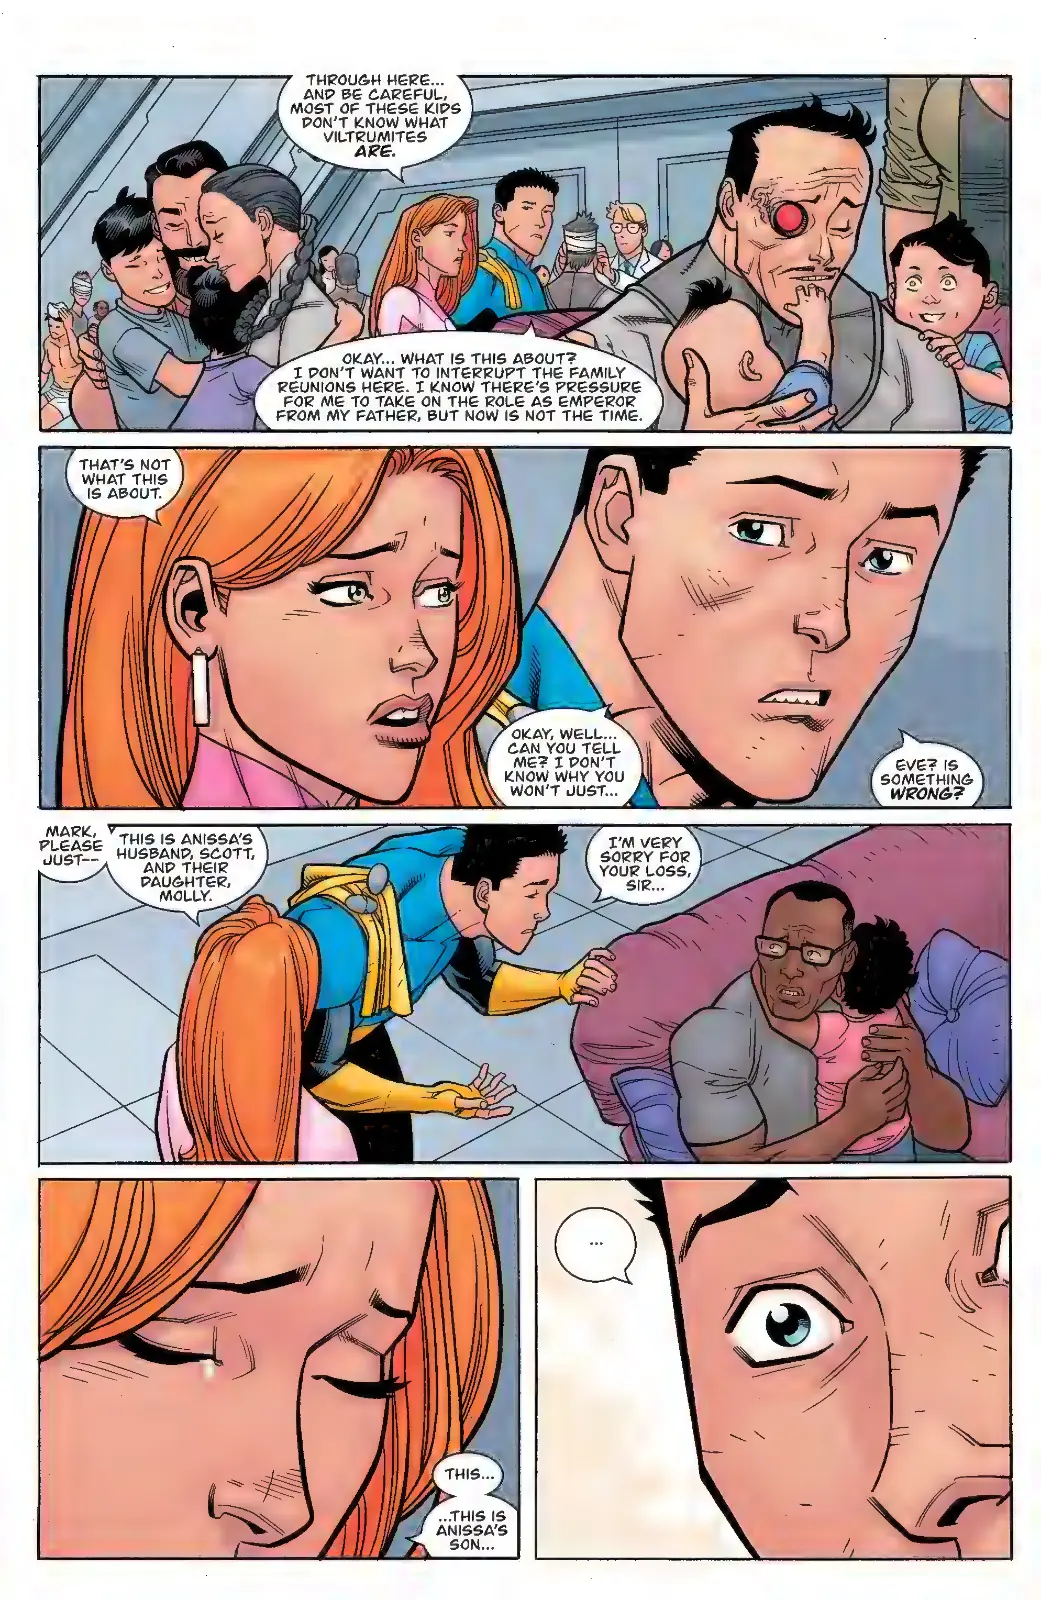 THROUGH HERE...
AND BE CAREFUL,
MOST OF THESE KIDS
DON'T KNOW WHAT
VILTRUMITES
ARE.
OKAY... WHAT IS THIS ABOUT?
I DON'T WANT TO INTERRUPT THE FAMILY
REUNIONS HERE. I KNOW THERE'S PRESSURE
FOR ME TO TAKE ON THE ROLE AS EMPEROR
FROM MY FATHER, BUT NOW IS NOT THE TIME.
THAT'S NOT
WHAT THIS
IS ABOUT.
OKAY, WELL...
CAN YOU TELL
ME? I DON'T
KNOW WHY YOU
WON'T JUST...
EVE? IS
SOMETHING
WRONG?
MARK,
PLEASE
JUST--
THIS IS ANISSA'S
HUSBAND, SCOTT,
AND THEIR
DAUGHTER,
MOLLY.
I'M VERY
SORRY FOR
YOUR LOSS,
SIR...
THIS...
...THIS IS
ANISSA'S
SON...
...